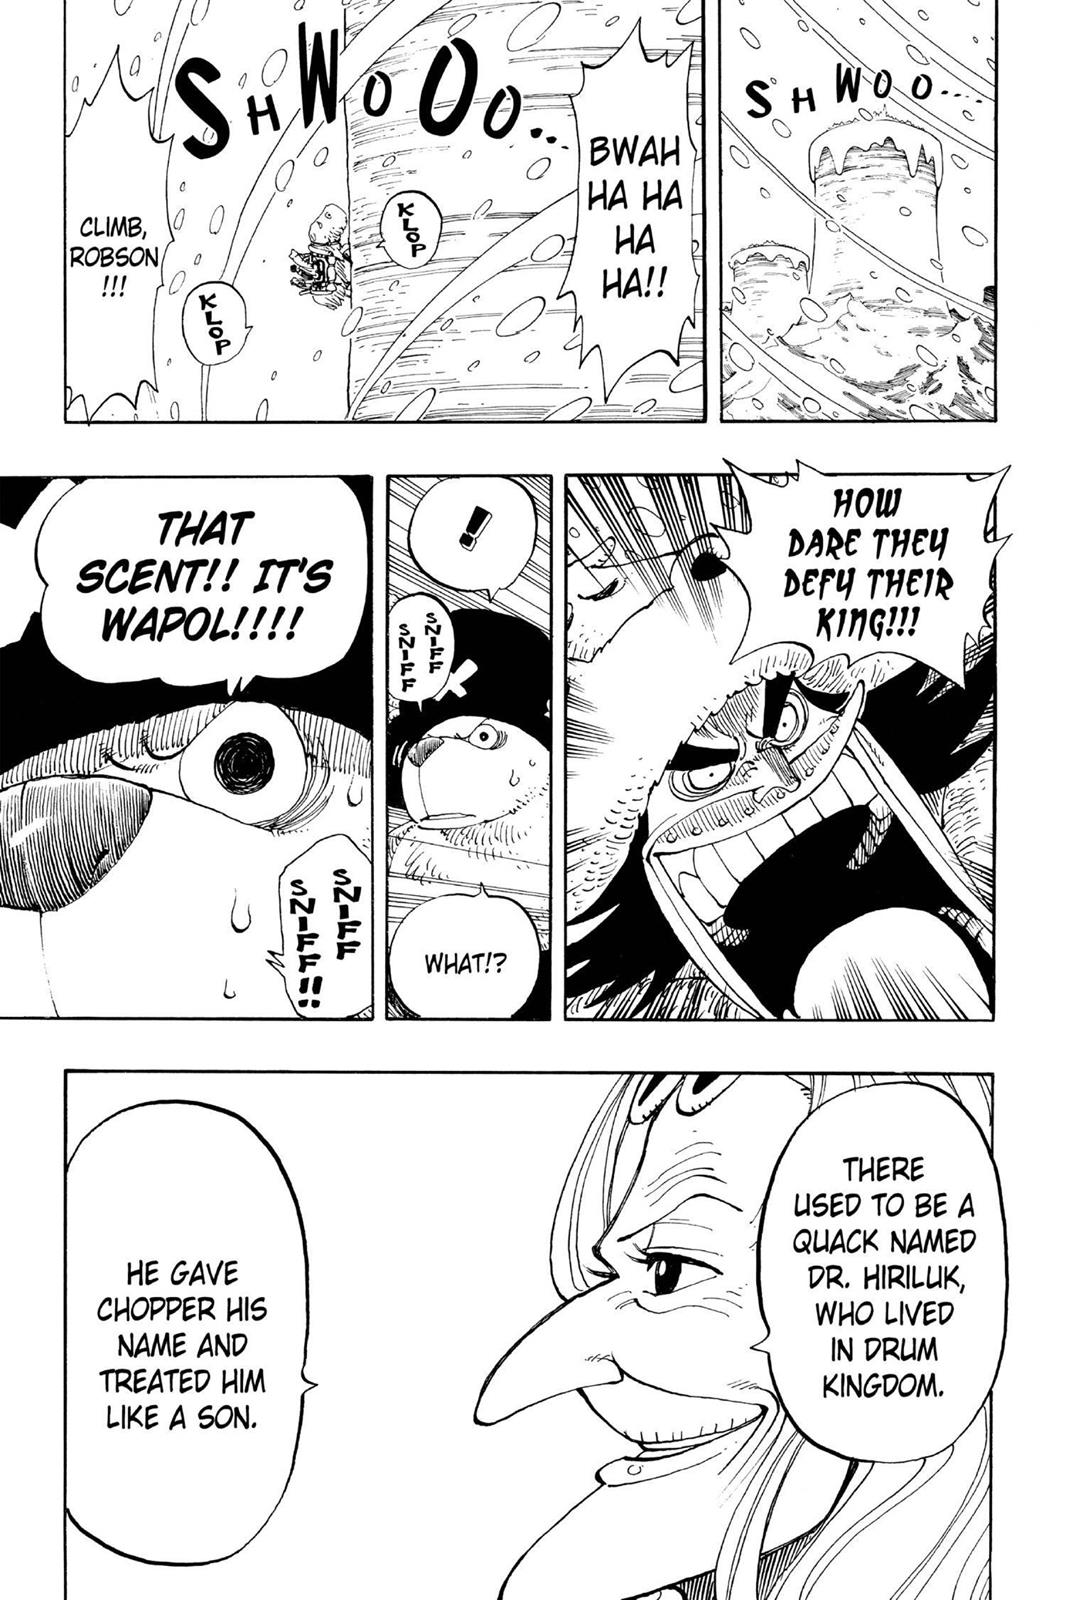 SHWOO...
BWAH
HA HA
HA
HA!!
SHWOOOO...
KLOP
KLOP
CLIMB,
ROBSON
!!!
HOW
DARE THEY
DEFY THEIR
KING!!!
!
SNIFF
SNIFF
WHAT!?
THAT
SCENT!! IT'S
WAPOL!!!!
SNIFF
SNIFF!!
THERE
USED TO BE A
QUACK NAMED
DR. HIRILUK,
WHO LIVED
IN DRUM
KINGDOM.
HE GAVE
CHOPPER HIS
NAME AND
TREATED HIM
LIKE A SON.